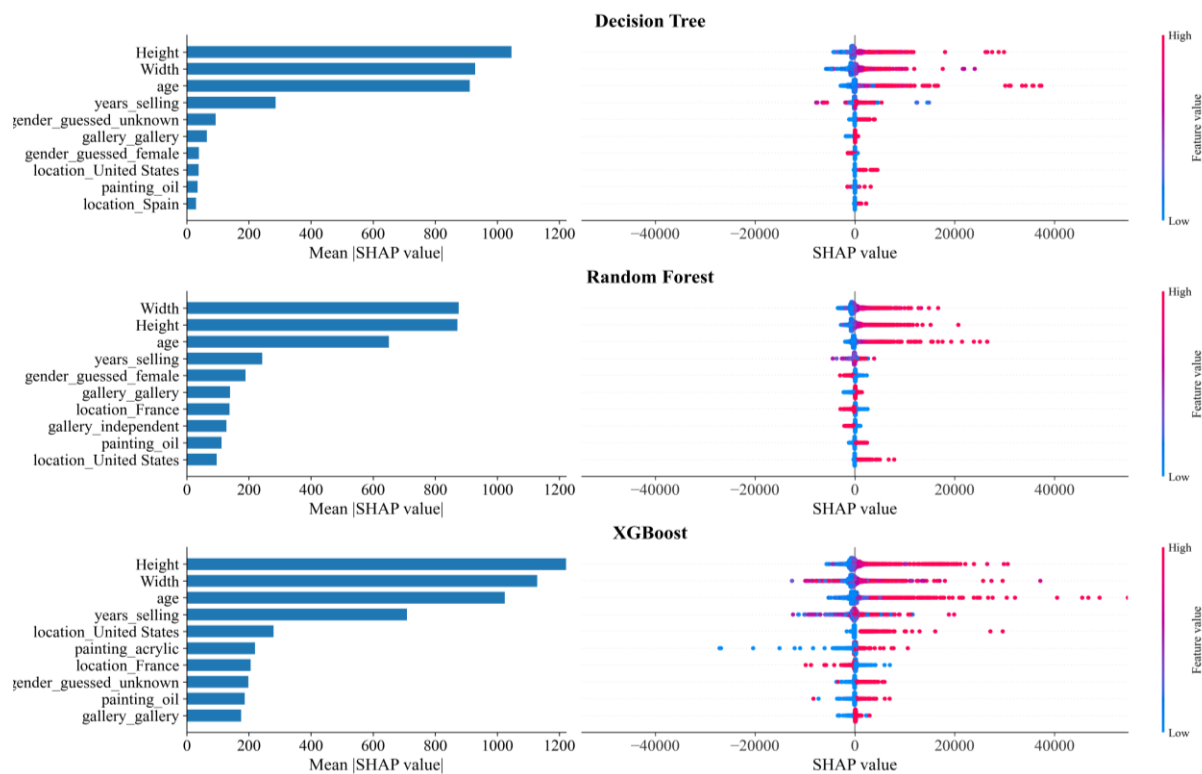 Decision Tree
Height
Width
age
years_selling
gender_guessed_unknown
gallery_gallery
gender_guessed_female
location_United States
painting_oil
location_Spain
0 200 400 600 800 1000 1200
Mean |SHAP value|
−40000 −20000 0 20000 40000
SHAP value
High
Feature value
Low
Random Forest
Width
Height
age
years_selling
gender_guessed_female
gallery_gallery
location_France
gallery_independent
painting_oil
location_United States
0 200 400 600 800 1000 1200
Mean |SHAP value|
−40000 −20000 0 20000 40000
SHAP value
High
Feature value
Low
XGBoost
Height
Width
age
years_selling
location_United States
painting_acrylic
location_France
gender_guessed_unknown
painting_oil
gallery_gallery
0 200 400 600 800 1000 1200
Mean |SHAP value|
−40000 −20000 0 20000 40000
SHAP value
High
Feature value
Low